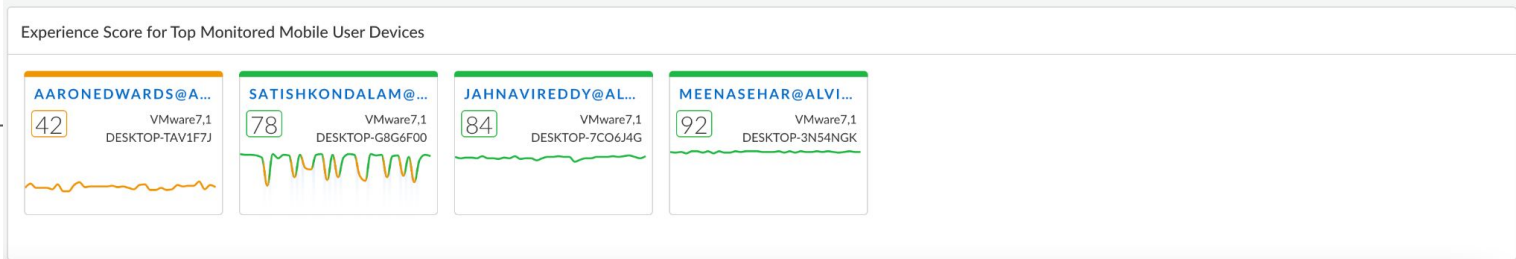 Experience Score for Top Monitored Mobile User Devices
AARONEDWARDS@A...
42
VMware7,1
DESKTOP-TAV1F7J
SATISHKONDALAM@...
78
VMware7,1
DESKTOP-G8G6F00
JAHNAVIREDDY@AL...
84
VMware7,1
DESKTOP-7CO6J4G
MEENASEHAR@ALVI...
92
VMware7,1
DESKTOP-3N54NGK